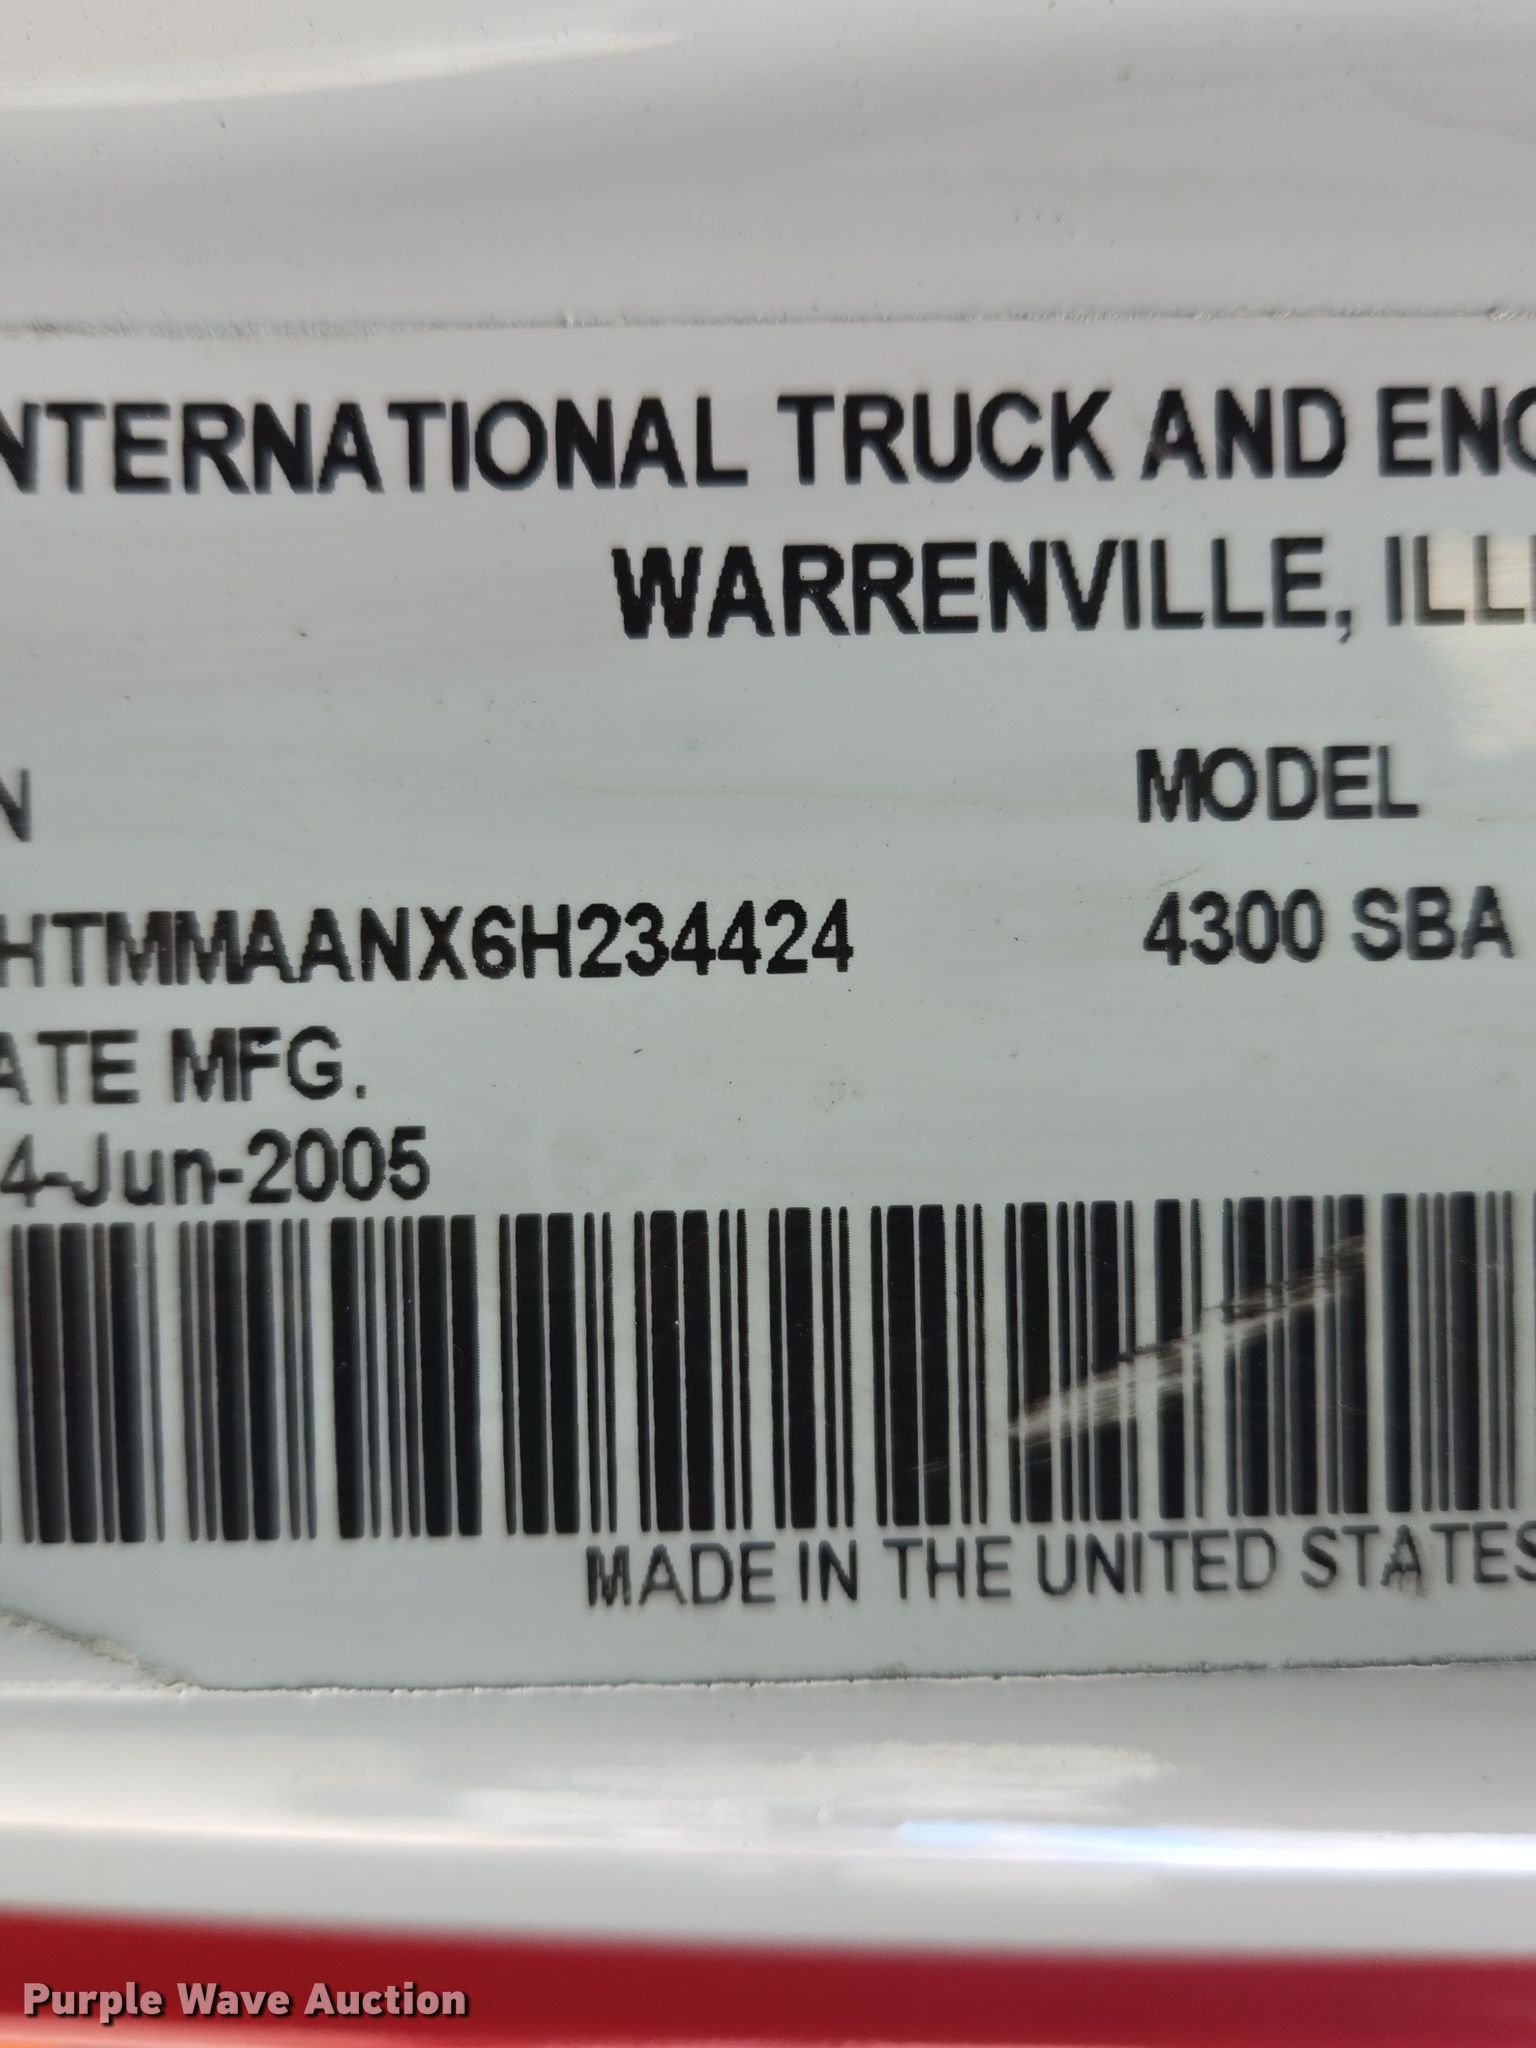 NTERNATIONAL TRUCK AND ENG
WARRENVILLE, ILLI
N
MODEL
HTMMAANX6H234424
4300 SBA
ATE MFG.
4-Jun-2005
MADE IN THE UNITED STATES
Purple Wave Auction